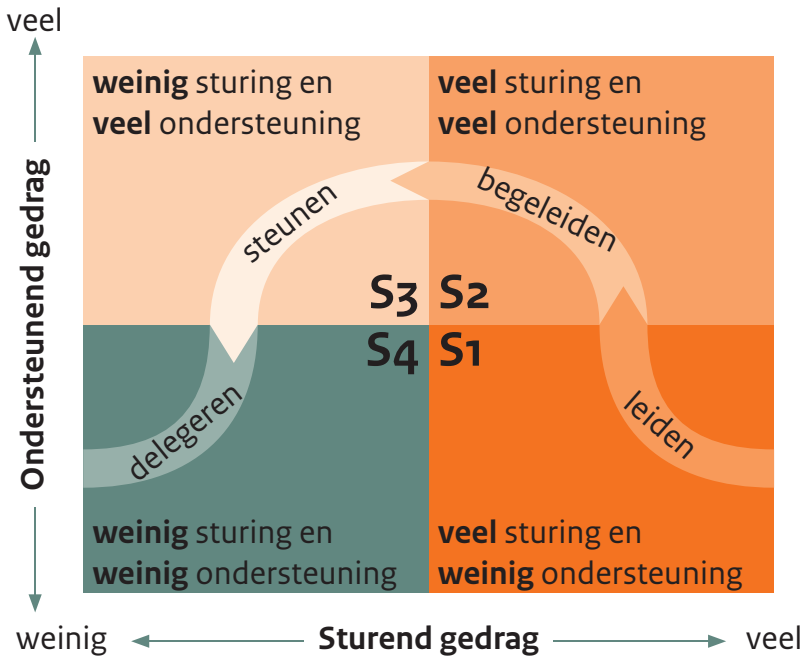 veel
Ondersteunend gedrag
weinig sturing en
veel ondersteuning
veel sturing en
veel ondersteuning
steunen
begeleiden
S3
S2
S4
S1
delegeren
leiden
weinig sturing en
weinig ondersteuning
veel sturing en
weinig ondersteuning
weinig
Sturend gedrag
veel